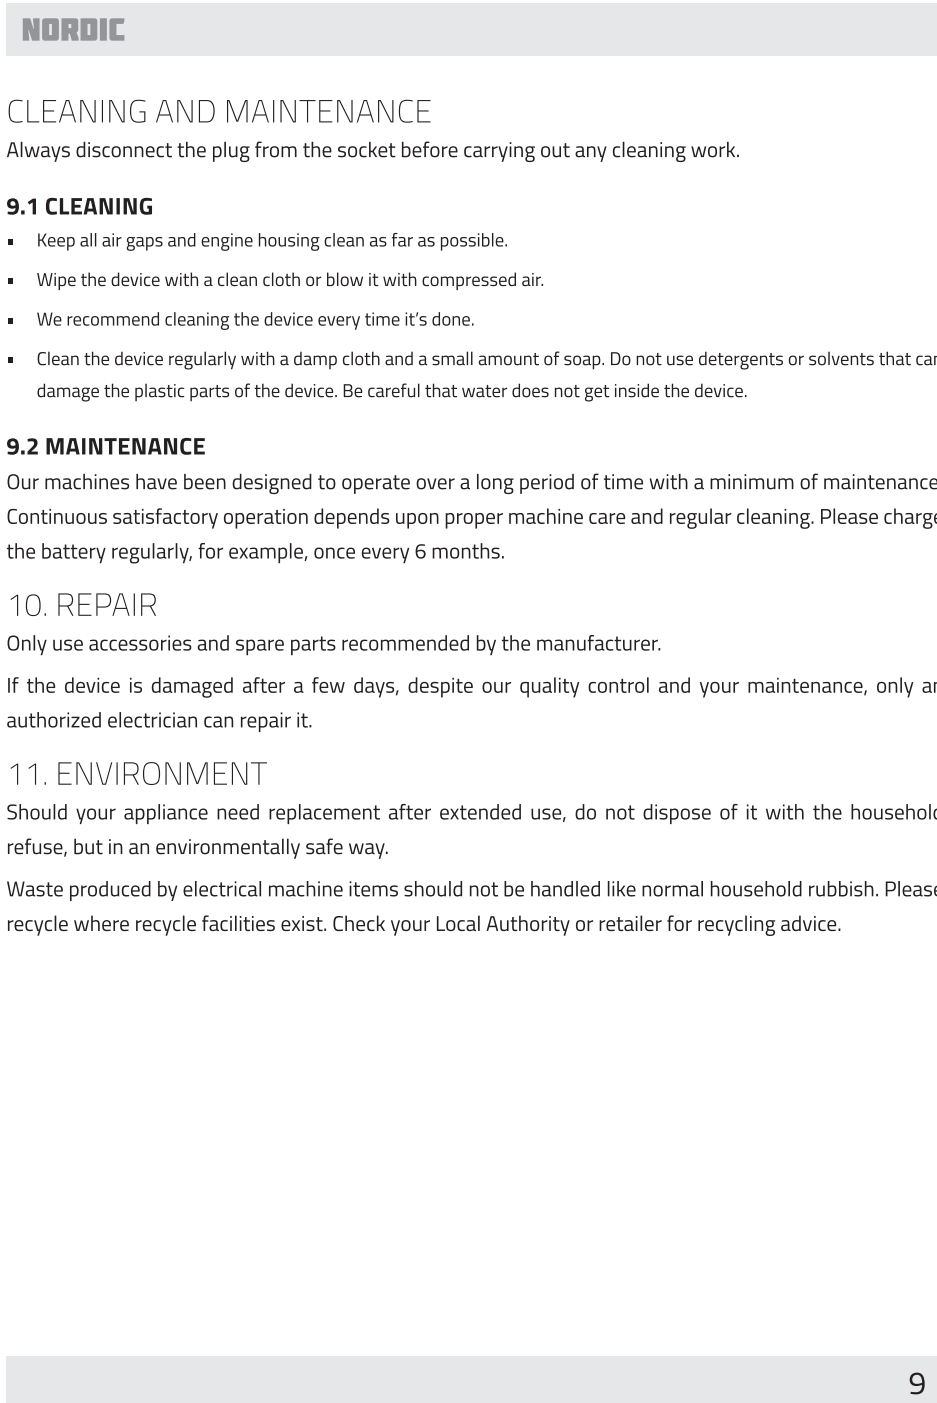 NORDIC
CLEANING AND MAINTENANCE
Always disconnect the plug from the socket before carrying out any cleaning work.
9.1 CLEANING
▪ Keep all air gaps and engine housing clean as far as possible.
▪ Wipe the device with a clean cloth or blow it with compressed air.
▪ We recommend cleaning the device every time it’s done.
▪ Clean the device regularly with a damp cloth and a small amount of soap. Do not use detergents or solvents that can
damage the plastic parts of the device. Be careful that water does not get inside the device.
9.2 MAINTENANCE
Our machines have been designed to operate over a long period of time with a minimum of maintenance
Continuous satisfactory operation depends upon proper machine care and regular cleaning. Please charge
the battery regularly, for example, once every 6 months.
10. REPAIR
Only use accessories and spare parts recommended by the manufacturer.
If the device is damaged after a few days, despite our quality control and your maintenance, only an
authorized electrician can repair it.
11. ENVIRONMENT
Should your appliance need replacement after extended use, do not dispose of it with the household
refuse, but in an environmentally safe way.
Waste produced by electrical machine items should not be handled like normal household rubbish. Please
recycle where recycle facilities exist. Check your Local Authority or retailer for recycling advice.
9